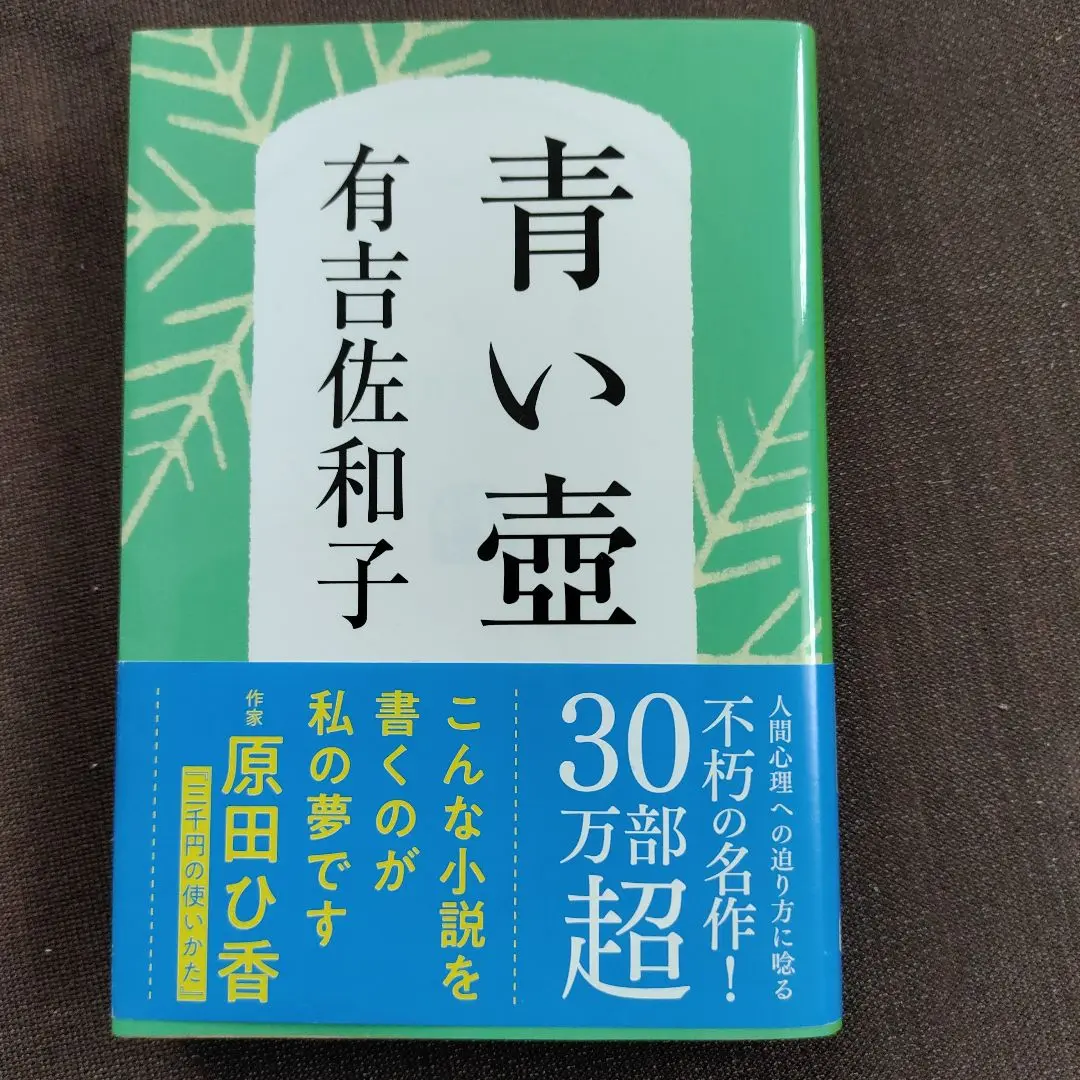 青い壺
有吉佐和子
人間心理への迫り方に唸る
不朽の名作!
30万部超
こんな小説を
書くのが
私の夢です
作家 原田ひ香
『三千円の使いかた』